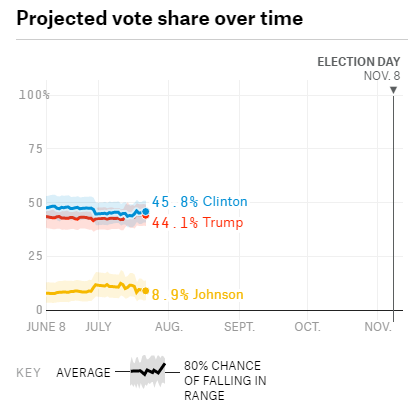 Projected vote share over time
ELECTION DAY
NOV. 8
100%
75
50
25
0
45.8% Clinton
44.1% Trump
8.9% Johnson
JUNE 8 JULY AUG. SEPT. OCT. NOV.
KEY AVERAGE 80% CHANCE
OF FALLING IN
RANGE